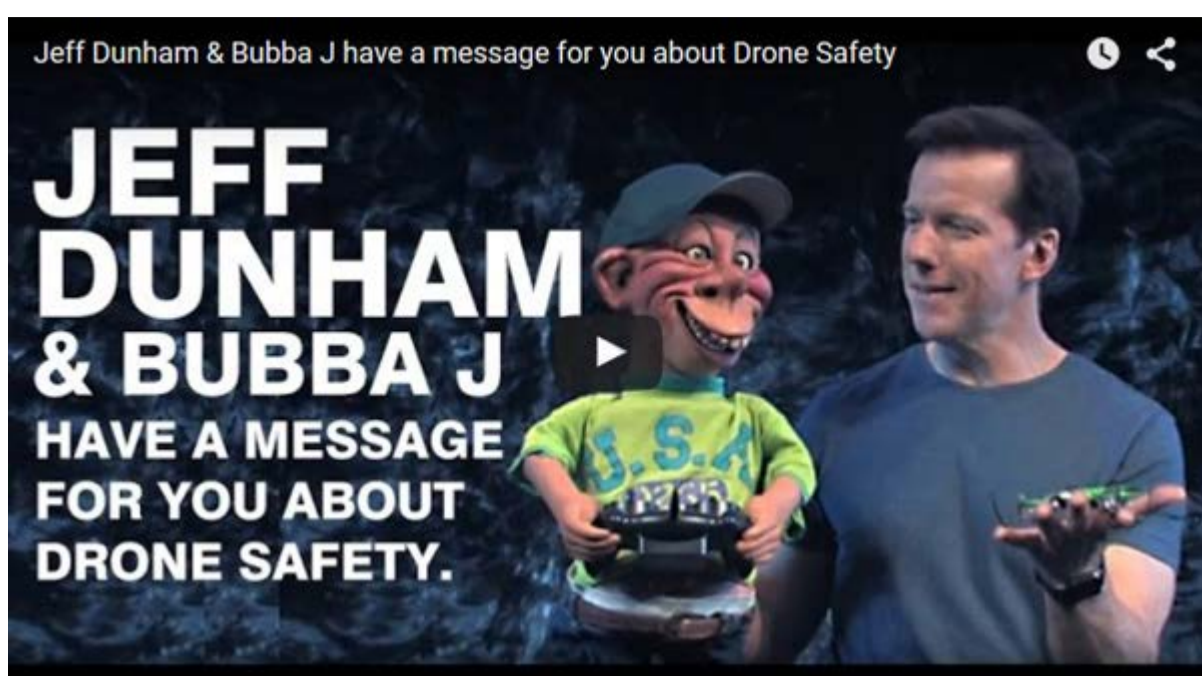 Jeff Dunham & Bubba J have a message for you about Drone Safety
JEFF
DUNHAM
& BUBBA J
HAVE A MESSAGE
FOR YOU ABOUT
DRONE SAFETY.
U.S.A